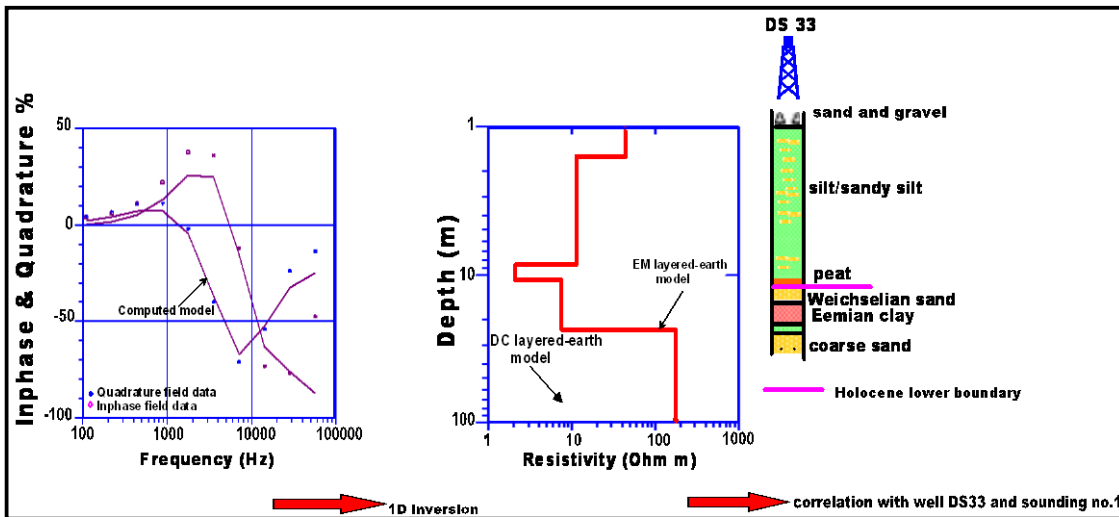 Inphase & Quadrature %
50
0
-50
-100
Computed model
Quadrature field data
Inphase field data
100
1000
10000
100000
Frequency (Hz)
1D Inversion
Depth (m)
1
10
100
EM layered-earth
model
DC layered-earth
model
1
10
100
1000
Resistivity (Ohm m)
DS 33
sand and gravel
silt/sandy silt
peat
Weichselian sand
Eemian clay
coarse sand
Holocene lower boundary
correlation with well DS33 and sounding no.1